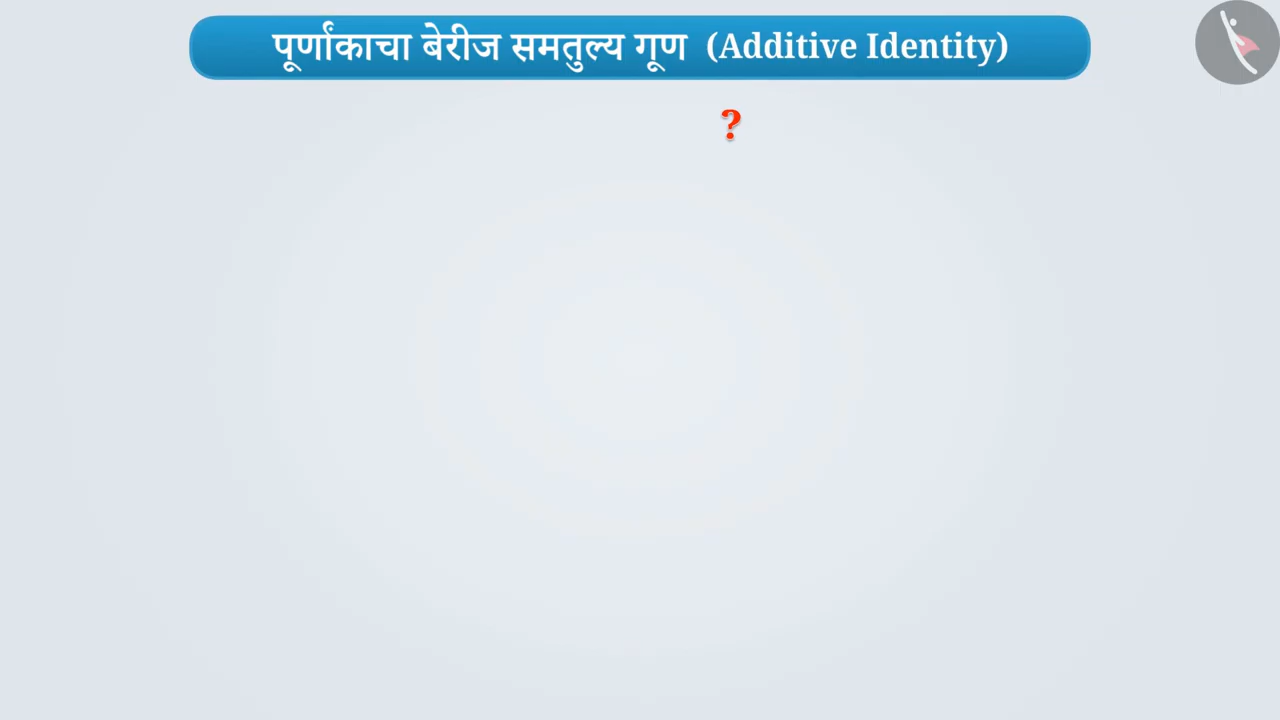 पूर्णांकाचा बेरीज समतुल्य गूण (Additive Identity)
?